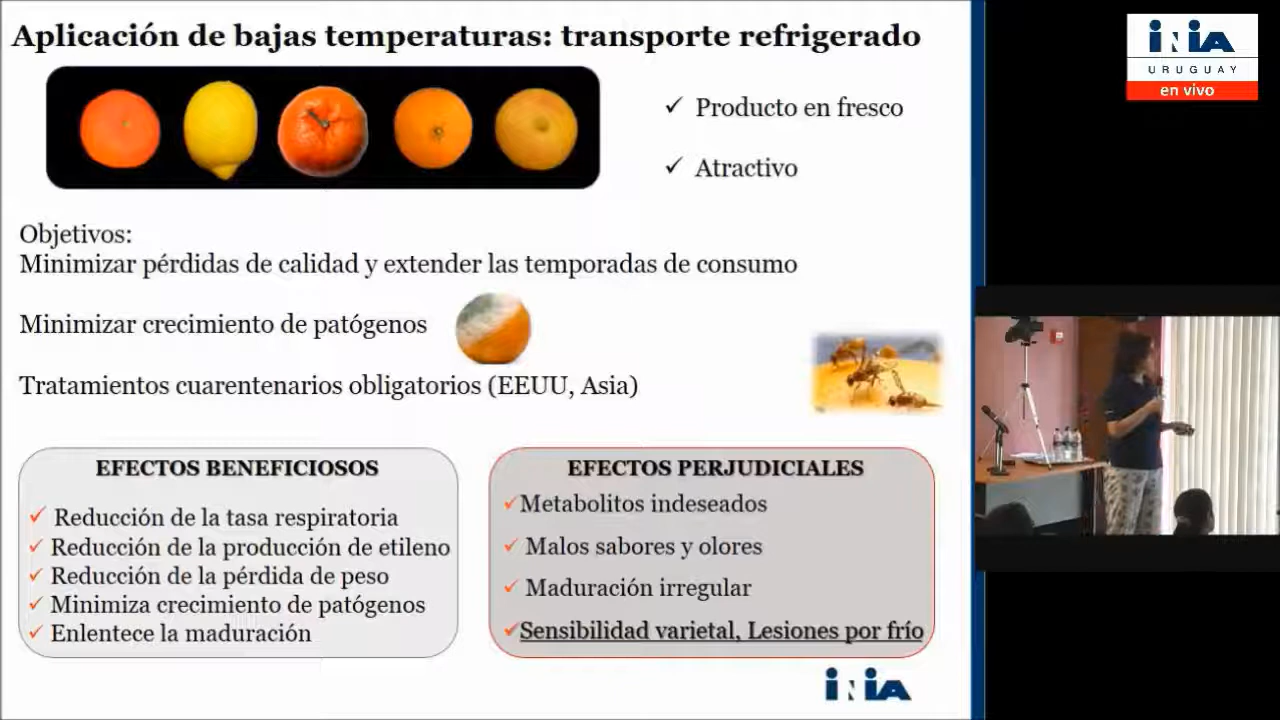 Aplicación de bajas temperaturas: transporte refrigerado
Producto en fresco
Atractivo
Objetivos:
Minimizar pérdidas de calidad y extender las temporadas de consumo
Minimizar crecimiento de patógenos
Tratamientos cuarentenarios obligatorios (EEUU, Asia)
EFECTOS BENEFICIOSOS
Reducción de la tasa respiratoria
Reducción de la producción de etileno
Reducción de la pérdida de peso
Minimiza crecimiento de patógenos
Enlentece la maduración
EFECTOS PERJUDICIALES
Metabolitos indeseados
Malos sabores y olores
Maduración irregular
Sensibilidad varietal, Lesiones por frío
iNiA
iNiA
URUGUAY
en vivo